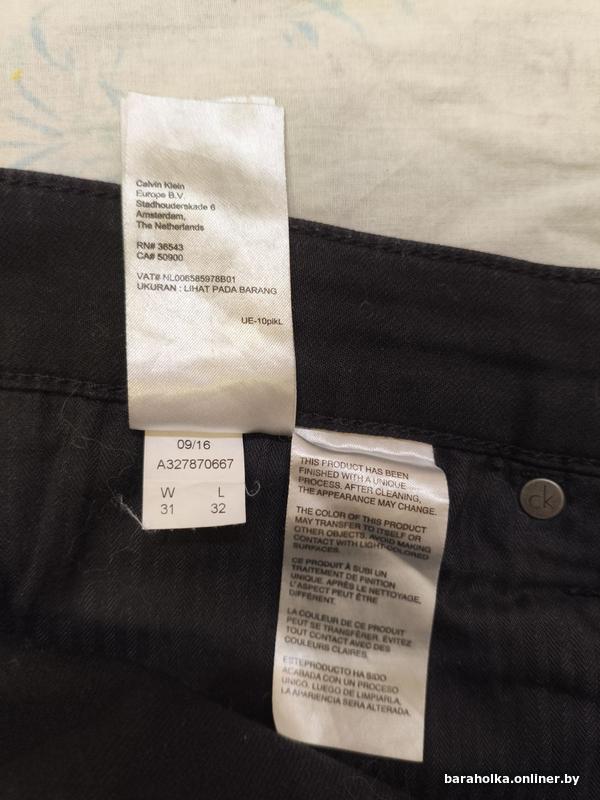 Calvin Klein
Europe B.V.
Stadhouderskade 6
Amsterdam,
The Netherlands
RN# 36543
CA# 50900
VAT# NL006585978B01
UKURAN : LIHAT PADA BARANG
UE-10pikL
09/16
A327870667
W L
31 32
THIS PRODUCT HAS BEEN
FINISHED WITH A UNIQUE
PROCESS. AFTER CLEANING,
THE APPEARANCE MAY CHANGE.
THE COLOR OF THIS PRODUCT
MAY TRANSFER TO ITSELF OR
OTHER OBJECTS. AVOID MAKING
CONTACT WITH LIGHT-COLORED
SURFACES.
CE PRODUIT À SUBI UN
TRAITEMENT DE FINITION
UNIQUE. APRÈS LE NETTOYAGE,
L'ASPECT PEUT ÊTRE
DIFFÉRENT.
LA COULEUR DE CE PRODUIT
PEUT SE TRANSFÉRER. ÉVITEZ
TOUT CONTACT AVEC DES
COULEURS CLAIRES.
ESTEPRODUCTO HA SIDO
ACABADA CON UN PROCESO
UNICO. LUEGO DE LIMPIARLA,
LA APARIENCIA SERA ALTERADA.
ck
baraholka.onliner.by